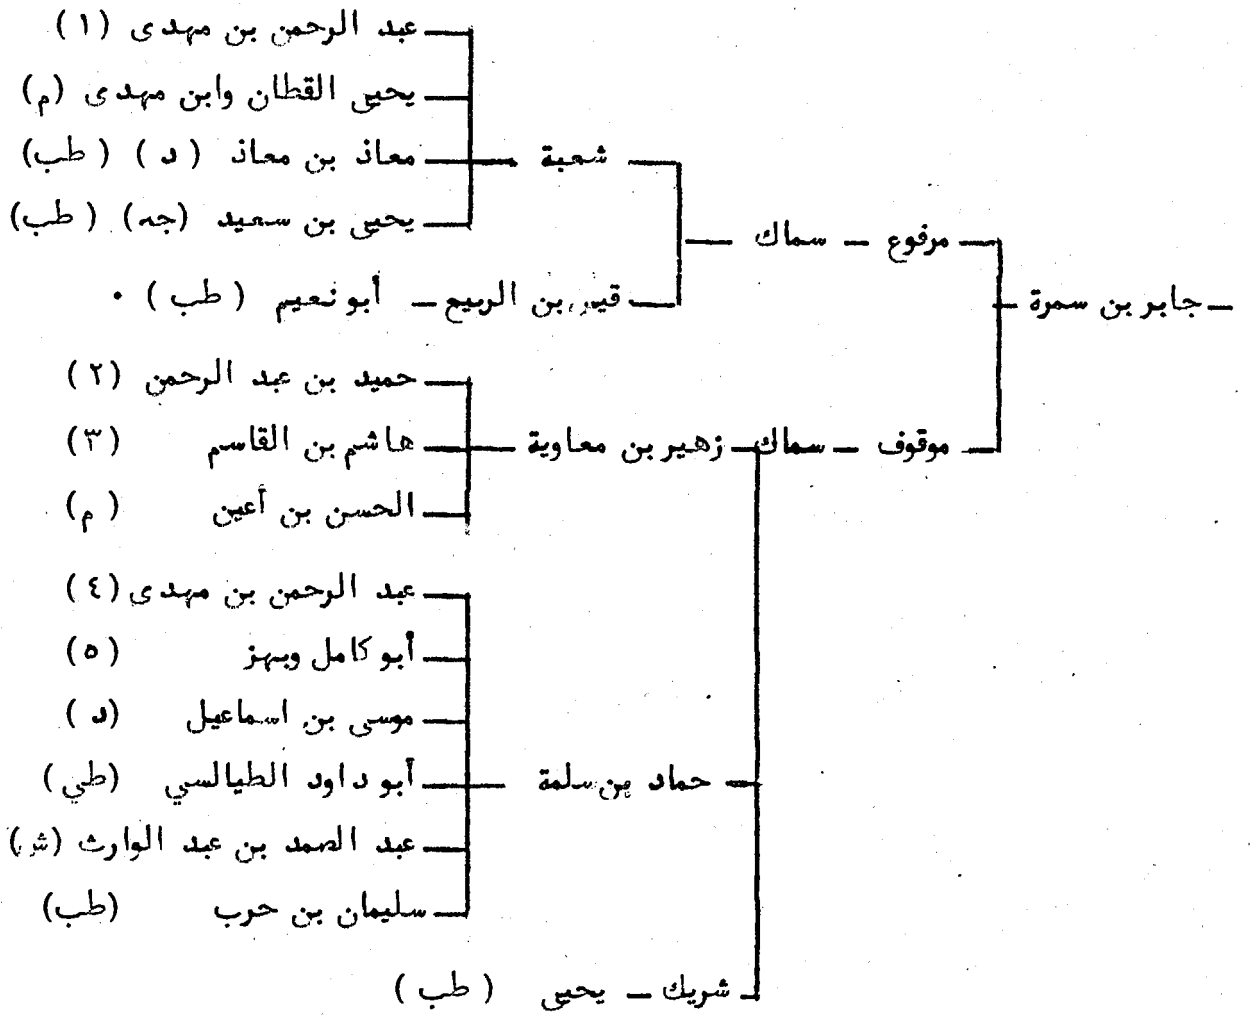 عبد الرحمن بن مهدى (١)
يحيى القطان وابن مهدى (م)
شعبة معاذ بن معاذ (د) (طب)
يحيى بن سعيد (جه) (طب)
مرفوع – سماك
جابر بن سمرة قيس بن الربيع – أبو نعيم (طب) ٠
حميد بن عبد الرحمن (٢)
موقوف – سماك – زهير بن معاوية – هاشم بن القاسم (٣)
الحسن بن أعين (م)
عبد الرحمن بن مهدى (٤)
أبو كامل وبهز (٥)
موسى بن اسماعيل (د)
حماد بن سلمة – أبو داود الطيالسي (طي)
عبد الصمد بن عبد الوارث (ش)
سليمان بن حرب (طب)
شريك – يحيى (طب)